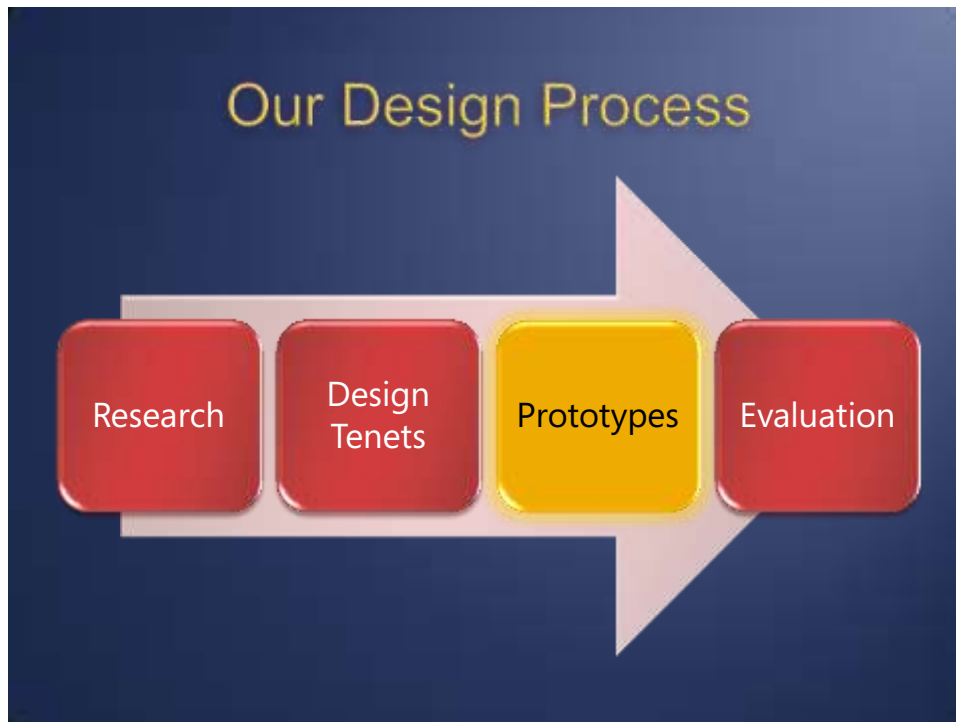 Our Design Process
Research
Design
Tenets
Prototypes
Evaluation